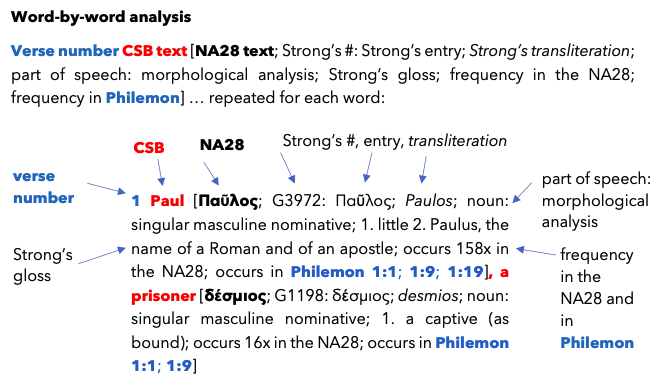 Word-by-word analysis
Verse number CSB text [NA28 text; Strong’s #: Strong’s entry; Strong’s transliteration;
part of speech: morphological analysis; Strong’s gloss; frequency in the NA28;
frequency in Philemon] … repeated for each word:
CSB
NA28
Strong’s #, entry, transliteration
verse
number
1 Paul [Παῦλος; G3972: Παῦλος; Paulos; noun:
singular masculine nominative; 1. little 2. Paulus, the
name of a Roman and of an apostle; occurs 158x in
the NA28; occurs in Philemon 1:1; 1:9; 1:19], a
prisoner [δέσμιος; G1198: δέσμιος; desmios; noun:
singular masculine nominative; 1. a captive (as
bound); occurs 16x in the NA28; occurs in Philemon
1:1; 1:9]
part of speech:
morphological
analysis
Strong’s
gloss
frequency
in the
NA28 and
in
Philemon